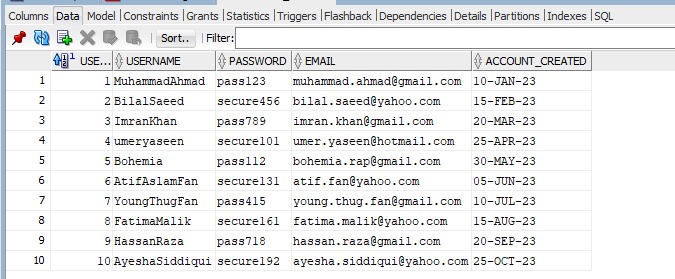 Columns Data Model Constraints Grants Statistics Triggers Flashback Dependencies Details Partitions Indexes SQL
Sort.. Filter:
USE... USERNAME PASSWORD EMAIL ACCOUNT_CREATED
1 1 MuhammadAhmad pass123 muhammad.ahmad@gmail.com 10-JAN-23
2 2 BilalSaeed secure456 bilal.saeed@yahoo.com 15-FEB-23
3 3 ImranKhan pass789 imran.khan@gmail.com 20-MAR-23
4 4 umeryaseen secure101 umer.yaseen@hotmail.com 25-APR-23
5 5 Bohemia pass112 bohemia.rap@gmail.com 30-MAY-23
6 6 AtifAslamFan secure131 atif.fan@yahoo.com 05-JUN-23
7 7 YoungThugFan pass415 young.thug.fan@gmail.com 10-JUL-23
8 8 FatimaMalik secure161 fatima.malik@yahoo.com 15-AUG-23
9 9 HassanRaza pass718 hassan.raza@gmail.com 20-SEP-23
10 10 AyeshaSiddiqui secure192 ayesha.siddiqui@yahoo.com 25-OCT-23